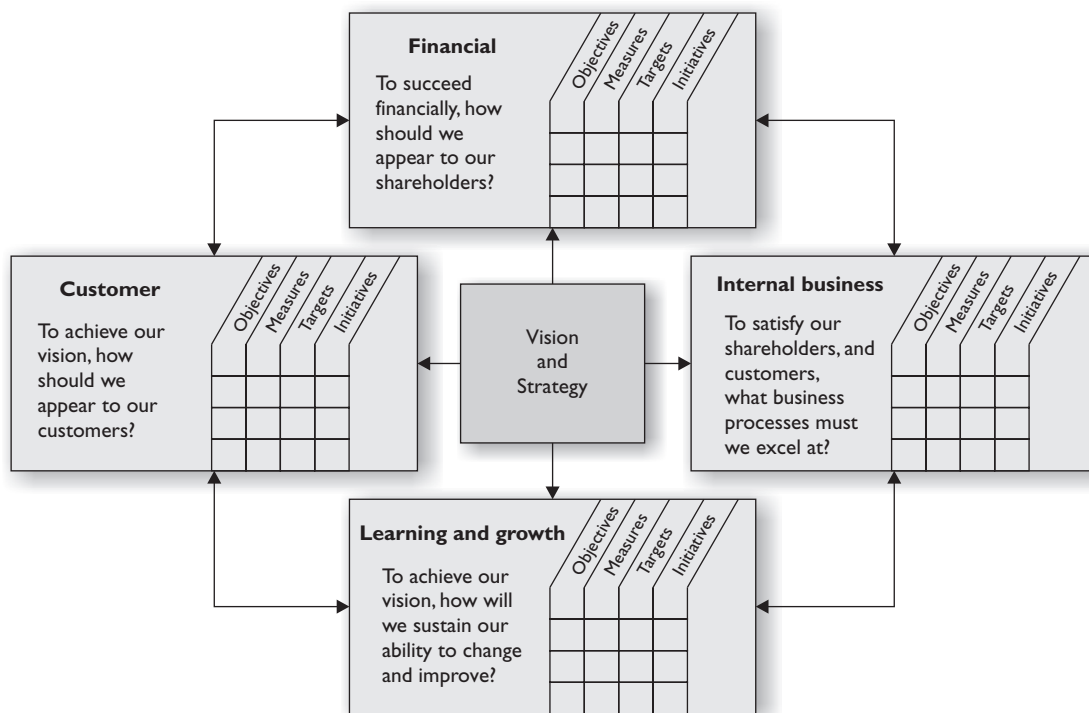 Financial
To succeed
financially, how
should we
appear to our
shareholders?
Objectives
Measures
Targets
Initiatives
Customer
To achieve our
vision, how
should we
appear to our
customers?
Objectives
Measures
Targets
Initiatives
Vision
and
Strategy
Internal business
To satisfy our
shareholders, and
customers,
what business
processes must
we excel at?
Objectives
Measures
Targets
Initiatives
Learning and growth
To achieve our
vision, how will
we sustain our
ability to change
and improve?
Objectives
Measures
Targets
Initiatives